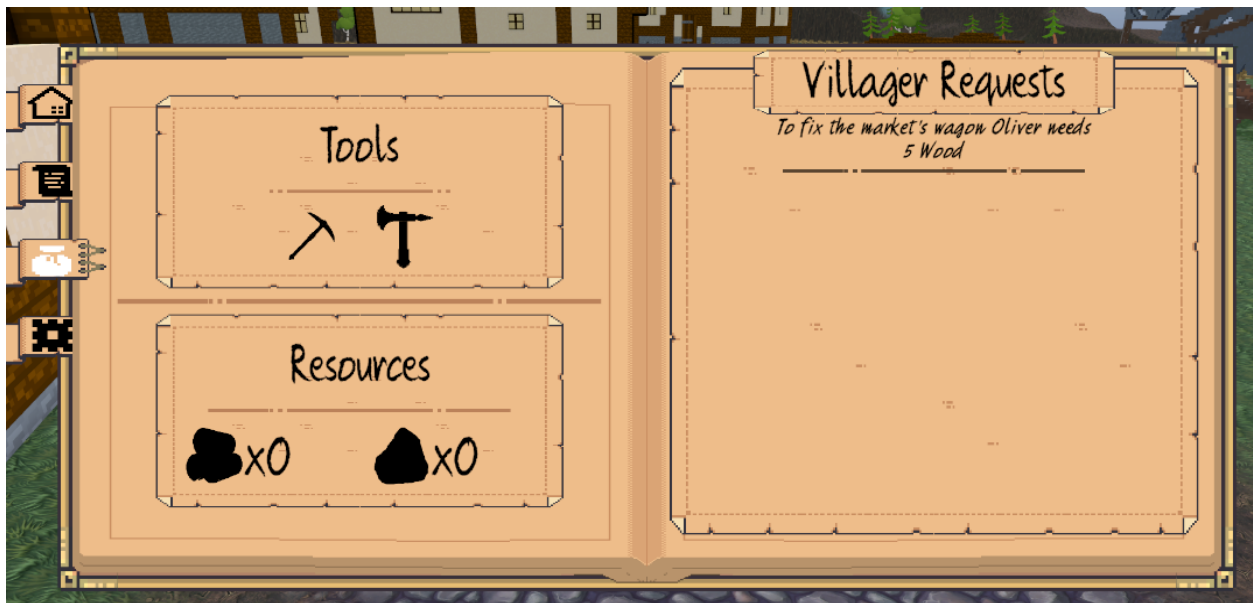 Tools
Resources
x0
x0
Villager Requests
To fix the market's wagon Oliver needs
5 Wood